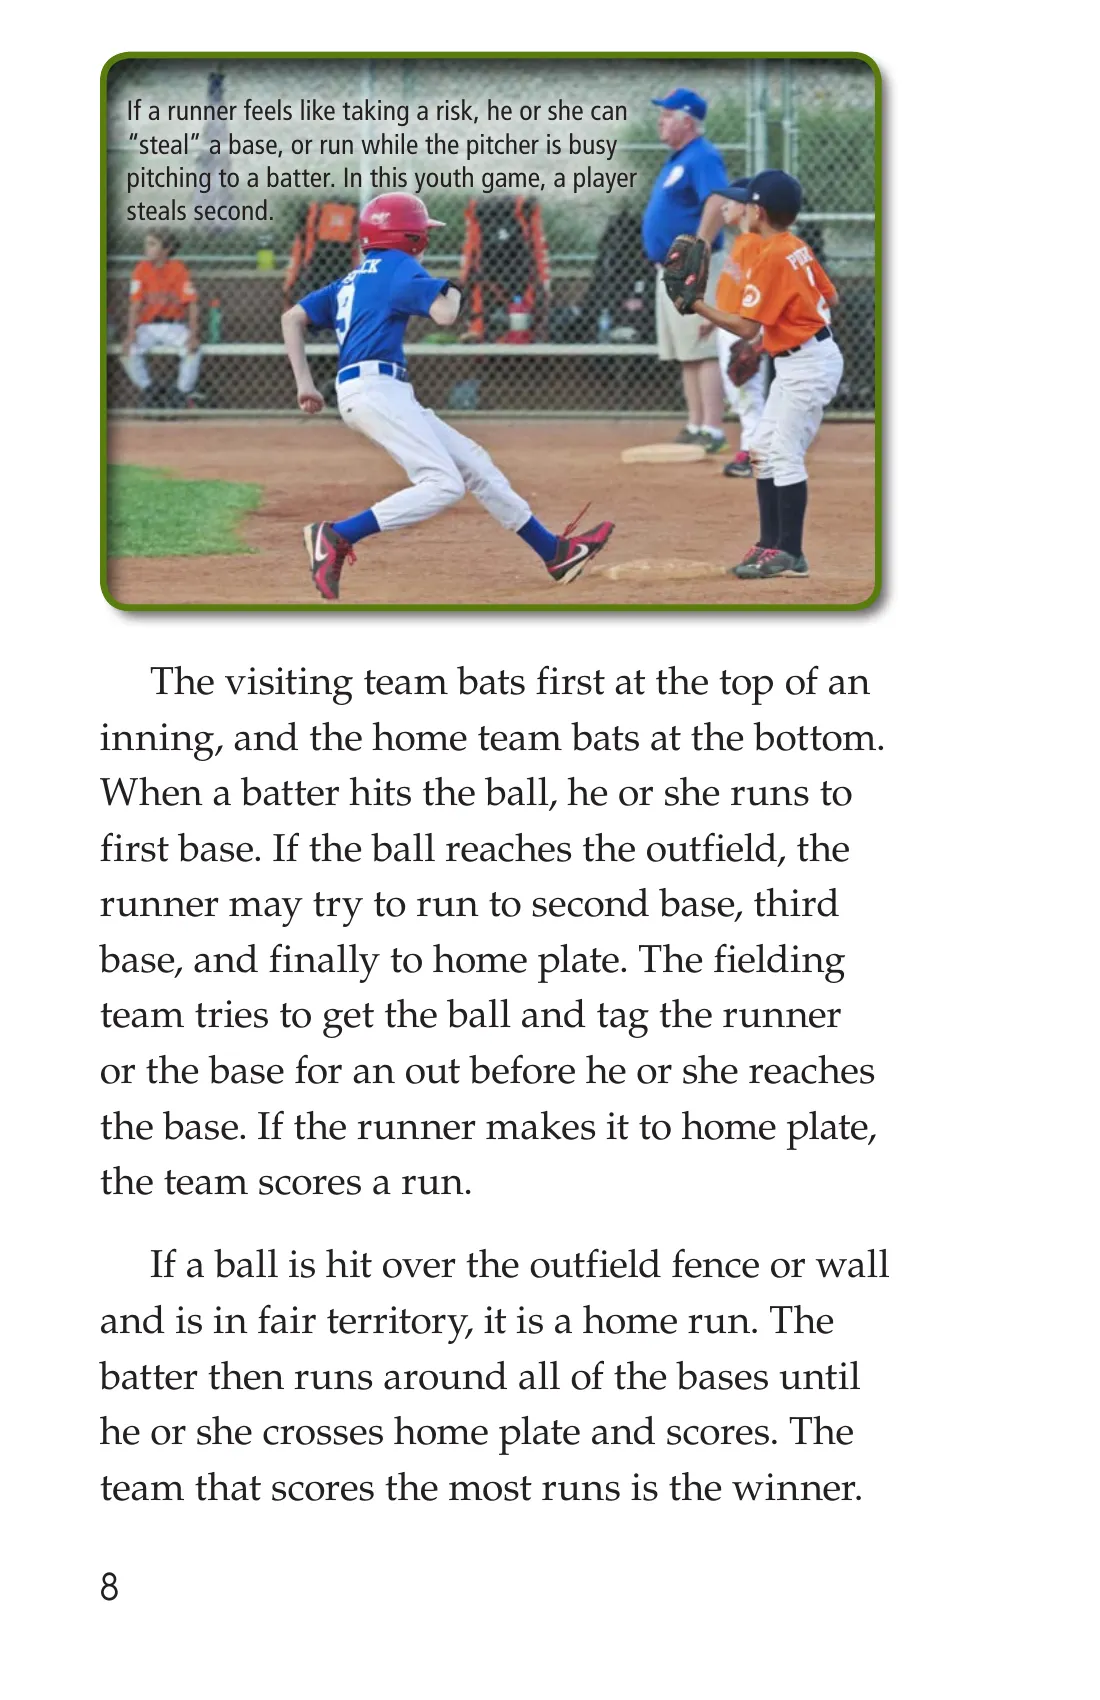 If a runner feels like taking a risk, he or she can
“steal” a base, or run while the pitcher is busy
pitching to a batter. In this youth game, a player
steals second.
9
The visiting team bats first at the top of an
inning, and the home team bats at the bottom.
When a batter hits the ball, he or she runs to
first base. If the ball reaches the outfield, the
runner may try to run to second base, third
base, and finally to home plate. The fielding
team tries to get the ball and tag the runner
or the base for an out before he or she reaches
the base. If the runner makes it to home plate,
the team scores a run.
If a ball is hit over the outfield fence or wall
and is in fair territory, it is a home run. The
batter then runs around all of the bases until
he or she crosses home plate and scores. The
team that scores the most runs is the winner.
8